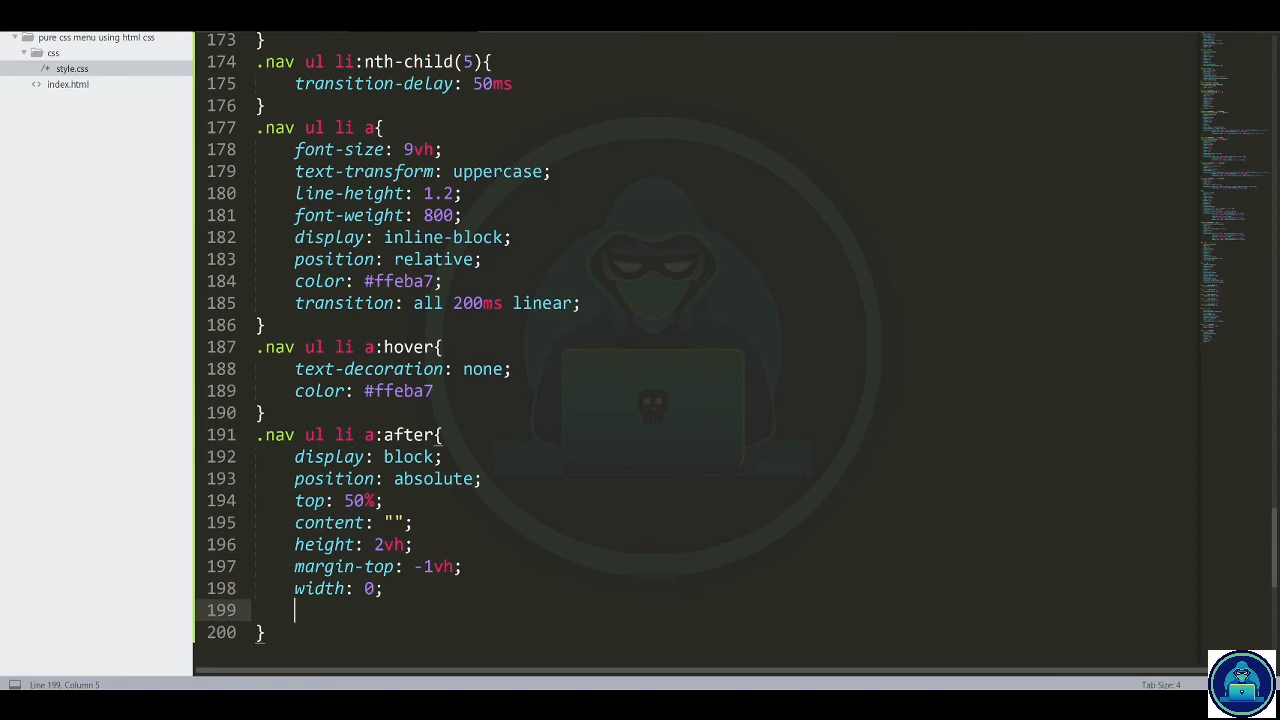 pure css menu using html css
css
/* style.css
<> index.html
173 }
174 .nav ul li:nth-child(5){
175 transition-delay: 50ms
176 }
177 .nav ul li a{
178 font-size: 9vh;
179 text-transform: uppercase;
180 line-height: 1.2;
181 font-weight: 800;
182 display: inline-block;
183 position: relative;
184 color: #ffeba7;
185 transition: all 200ms linear;
186 }
187 .nav ul li a:hover{
188 text-decoration: none;
189 color: #ffeba7
190 }
191 .nav ul li a:after{
192 display: block;
193 position: absolute;
194 top: 50%;
195 content: "";
196 height: 2vh;
197 margin-top: -1vh;
198 width: 0;
199
200 }
Line 199, Column 5
Tab Size: 4